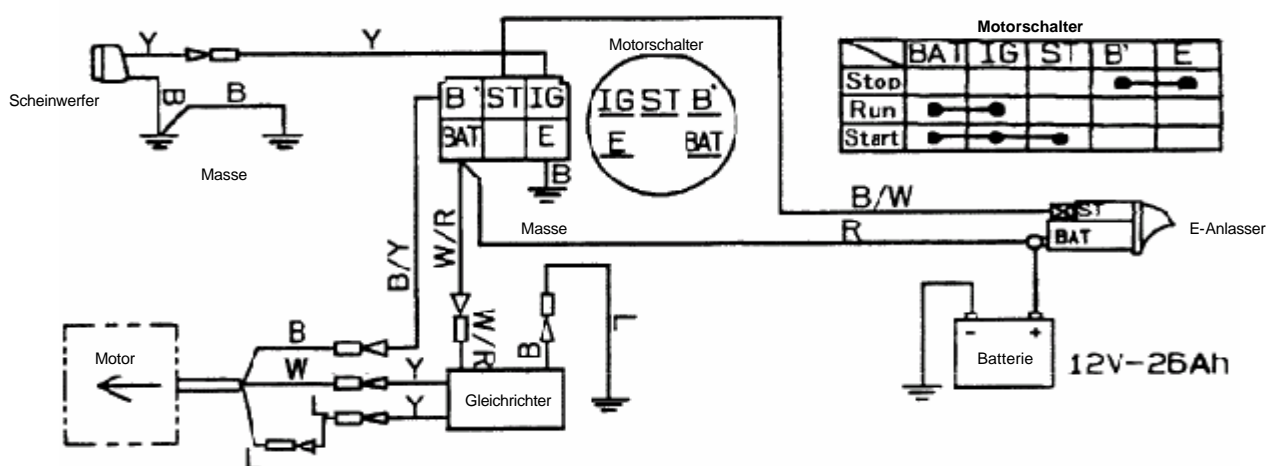 Motorschalter
BAT IG ST B' E
Stop
Run
Start
Y
Y
Scheinwerfer
B
B
Masse
B' ST IG
BAT E
B
Motorschalter
IG ST B'
E BAT
Masse
B/W
R
ST
BAT
E-Anlasser
B/Y
W/R
W/R
B
L
Motor
B
W
Y
L
Y
L
Gleichrichter
- +
Batterie
12V-26Ah